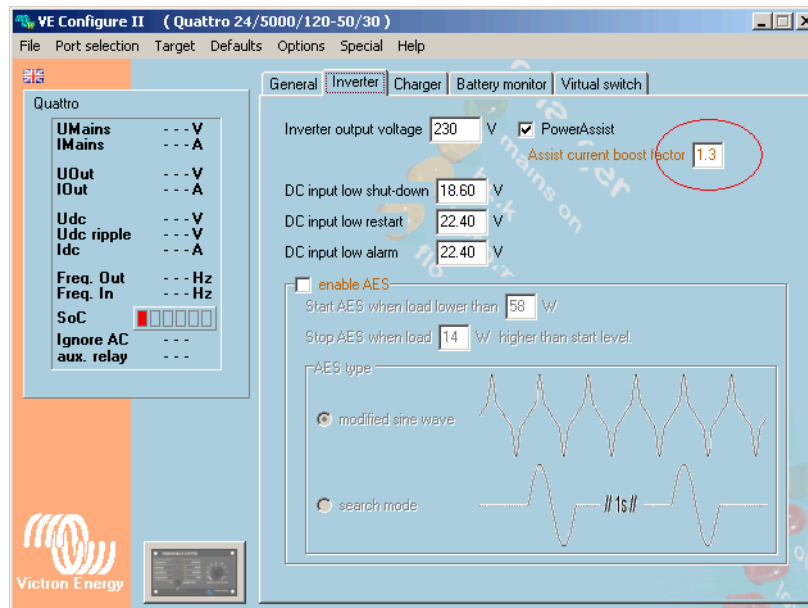 VE Configure II ( Quattro 24/5000/120-50/30 )
File Port selection Target Defaults Options Special Help
General Inverter Charger Battery monitor Virtual switch
Quattro
UMains - - - V
IMains - - - A
UOut - - - V
IOut - - - A
Udc - - - V
Udc ripple - - - V
Idc - - - A
Freq. Out - - - Hz
Freq. In - - - Hz
SoC
Ignore AC - - -
aux. relay - - -
Inverter output voltage 230 V PowerAssist
Assist current boost factor 1.3
DC input low shut-down 18.60 V
DC input low restart 22.40 V
DC input low alarm 22.40 V
enable AES
Start AES when load lower than 58 W
Stop AES when load 14 W higher than start level.
AES type
modified sine wave
search mode
// 1s //
Victron Energy